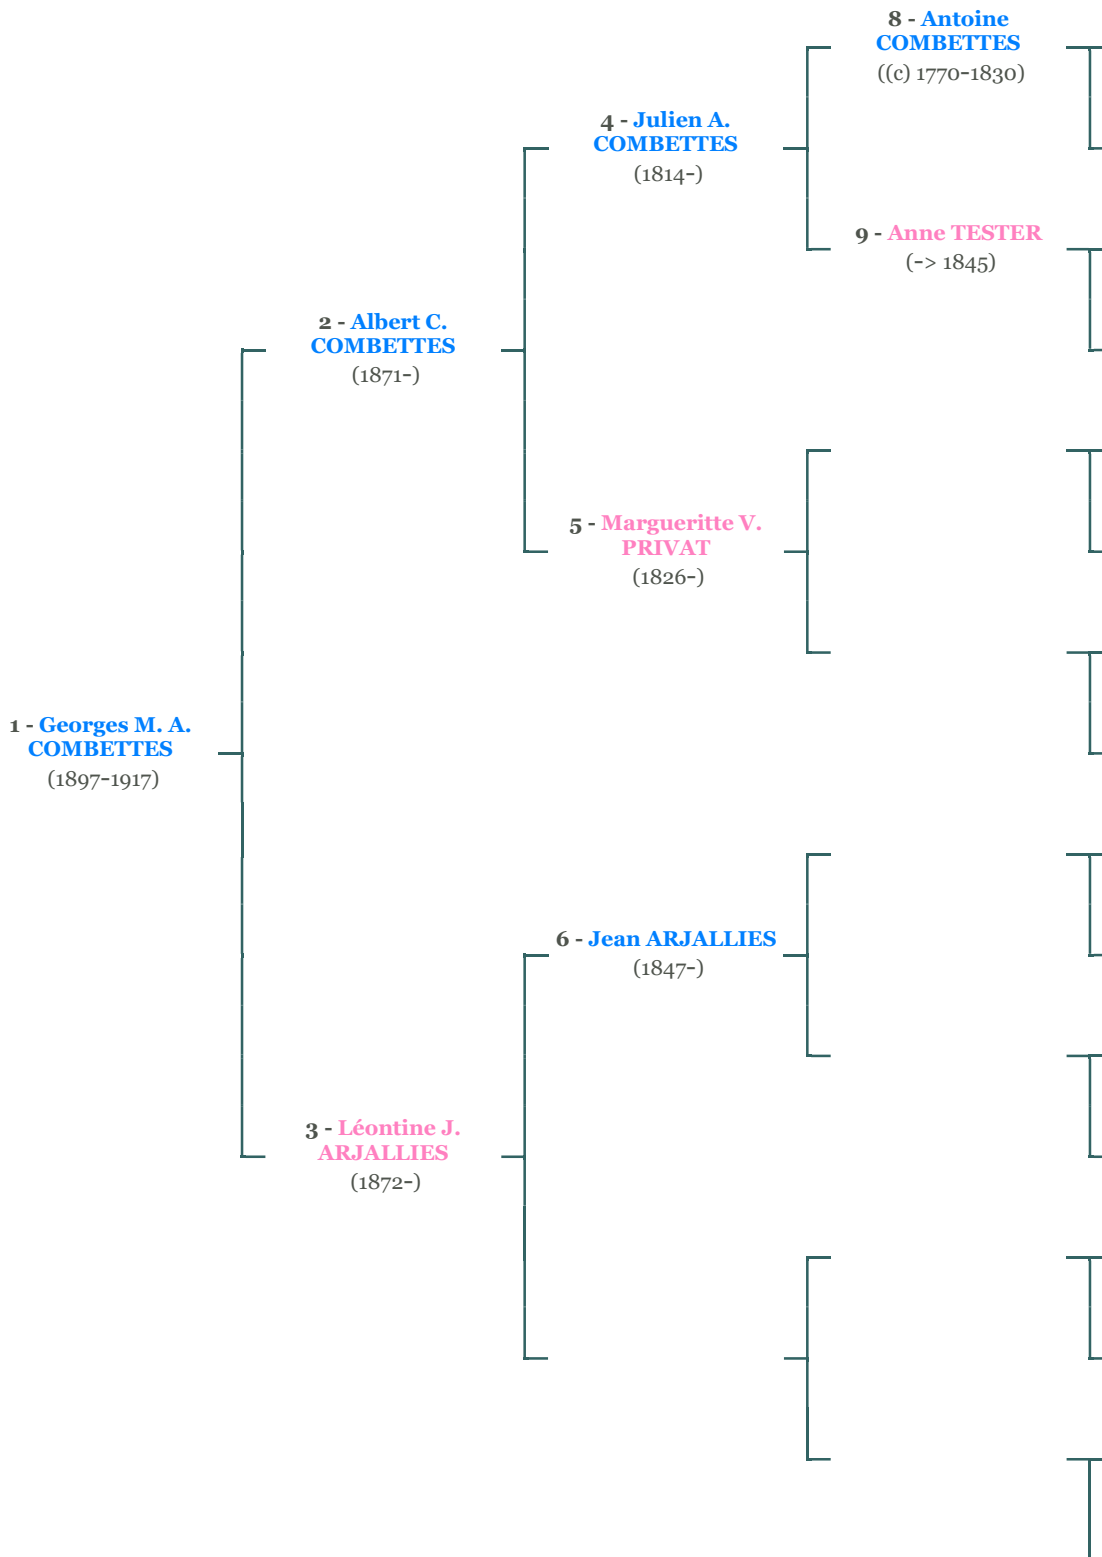 8 - Antoine
COMBETTES
((c) 1770-1830)
4 - Julien A.
COMBETTES
(1814-)
9 - Anne TESTER
(-> 1845)
2 - Albert C.
COMBETTES
(1871-)
5 - Margueritte V.
PRIVAT
(1826-)
1 - Georges M. A.
COMBETTES
(1897-1917)
6 - Jean ARJALLIES
(1847-)
3 - Léontine J.
ARJALLIES
(1872-)